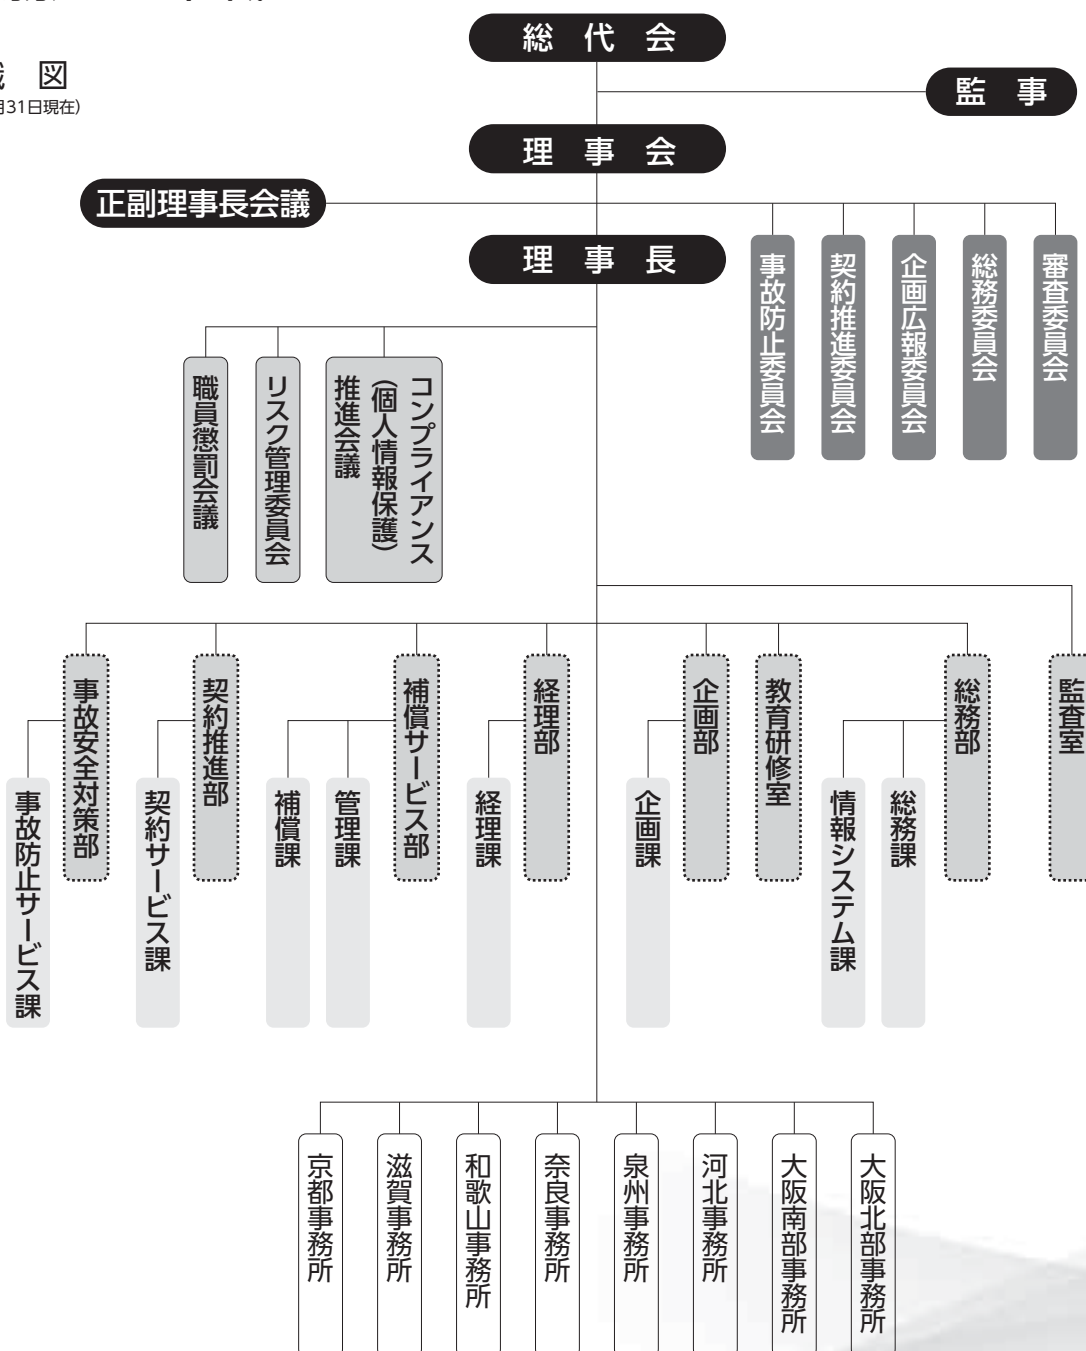 図
月31日現在)
総代会
監事
理事会
正副理事長会議
理事長
審査委員会
総務委員会
企画広報委員会
契約推進委員会
事故防止委員会
コンプライアンス
(個人情報保護)
推進会議
リスク管理委員会
職員懲罰会議
監査室
総務部
教育研修室
企画部
経理部
補償サービス部
契約推進部
事故安全対策部
総務課
情報システム課
企画課
経理課
管理課
補償課
契約サービス課
事故防止サービス課
大阪北部事務所
大阪南部事務所
河北事務所
泉州事務所
奈良事務所
和歌山事務所
滋賀事務所
京都事務所